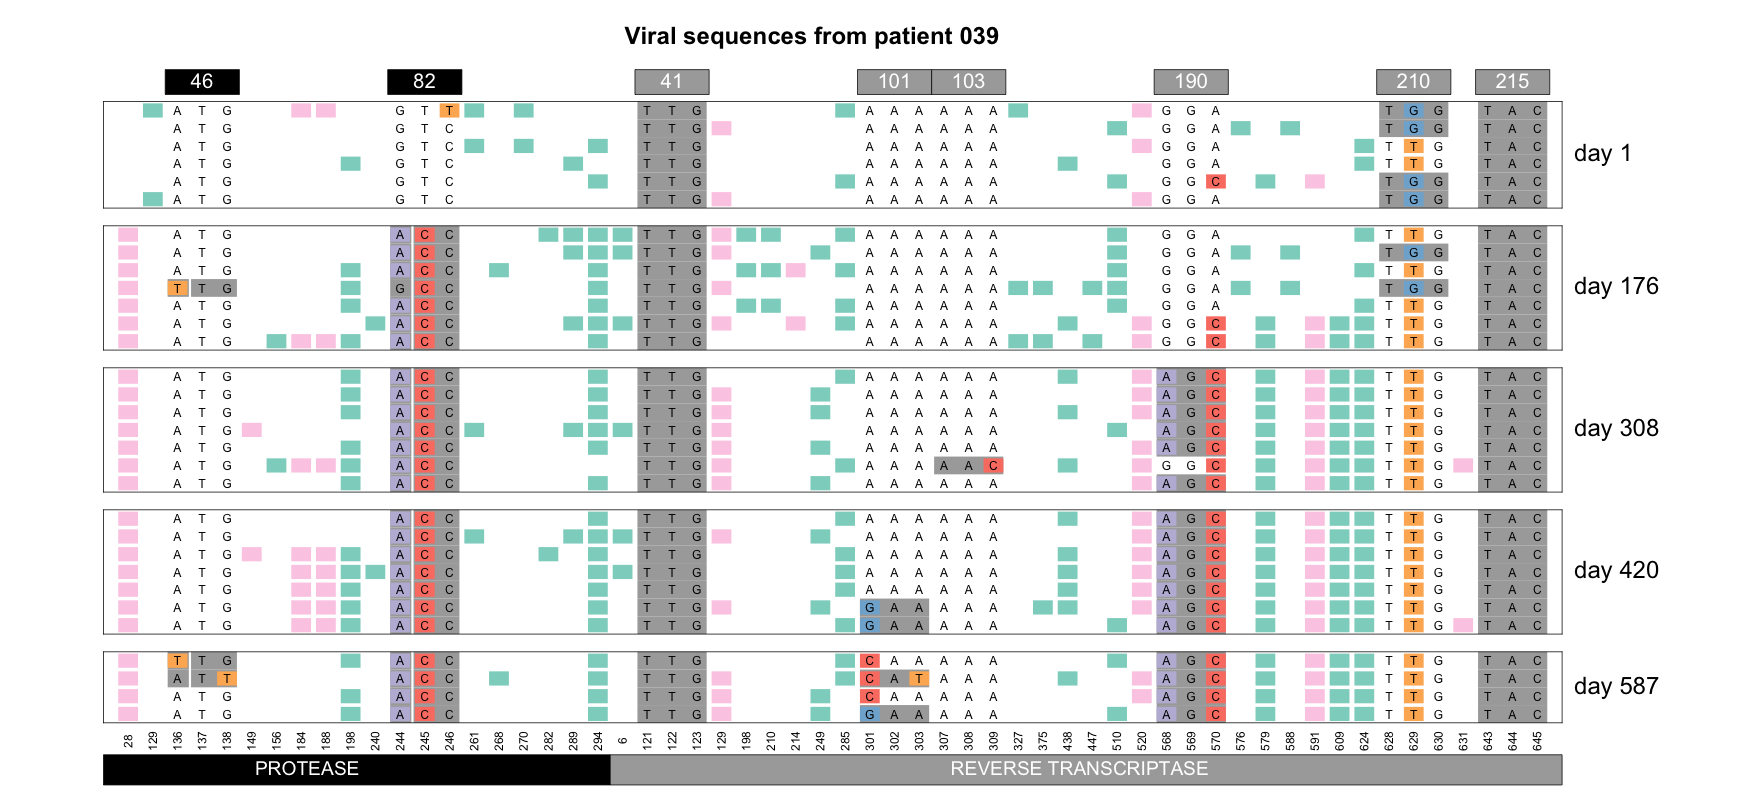 Viral sequences from patient 039
46 82 41 101 103 190 210 215
A T G G T T T T G A A A A A A G G A T G G T A C
A T G G T C T T G A A A A A A G G A T G G T A C
A T G G T C T T G A A A A A A G G A T T G T A C
A T G G T C T T G A A A A A A G G A T T G T A C
A T G G T C T T G A A A A A A G G C T G G T A C
A T G G T C T T G A A A A A A G G A T G G T A C
day 1
A T G A C C T T G A A A A A A G G A T T G T A C
A T G A C C T T G A A A A A A G G A T G G T A C
A T G A C C T T G A A A A A A G G A T T G T A C
T T G G C C T T G A A A A A A G G A T G G T A C
A T G A C C T T G A A A A A A G G A T T G T A C
A T G A C C T T G A A A A A A G G C T T G T A C
A T G A C C T T G A A A A A A G G C T T G T A C
day 176
A T G A C C T T G A A A A A A A G C T T G T A C
A T G A C C T T G A A A A A A A G C T T G T A C
A T G A C C T T G A A A A A A A G C T T G T A C
A T G A C C T T G A A A A A A A G C T T G T A C
A T G A C C T T G A A A A A A A G C T T G T A C
A T G A C C T T G A A A A A C G G C T T G T A C
A T G A C C T T G A A A A A A A G C T T G T A C
day 308
A T G A C C T T G A A A A A A A G C T T G T A C
A T G A C C T T G A A A A A A A G C T T G T A C
A T G A C C T T G A A A A A A A G C T T G T A C
A T G A C C T T G A A A A A A A G C T T G T A C
A T G A C C T T G A A A A A A A G C T T G T A C
A T G A C C T T G G A A A A A A G C T T G T A C
A T G A C C T T G G A A A A A A G C T T G T A C
day 420
T T G A C C T T G C A A A A A A G C T T G T A C
A T T A C C T T G C A T A A A A G C T T G T A C
A T G A C C T T G C A A A A A A G C T T G T A C
A T G A C C T T G G A A A A A A G C T T G T A C
day 587
28 129 136 137 138 149 156 184 188 198 240 244 245 246 261 268 270 282 289 294 6 121 122 123 129 198 210 214 249 285 301 302 303 307 308 309 327 375 438 447 510 520 568 569 570 576 579 588 591 609 624 628 629 630 631 643 644 645
PROTEASE REVERSE TRANSCRIPTASE